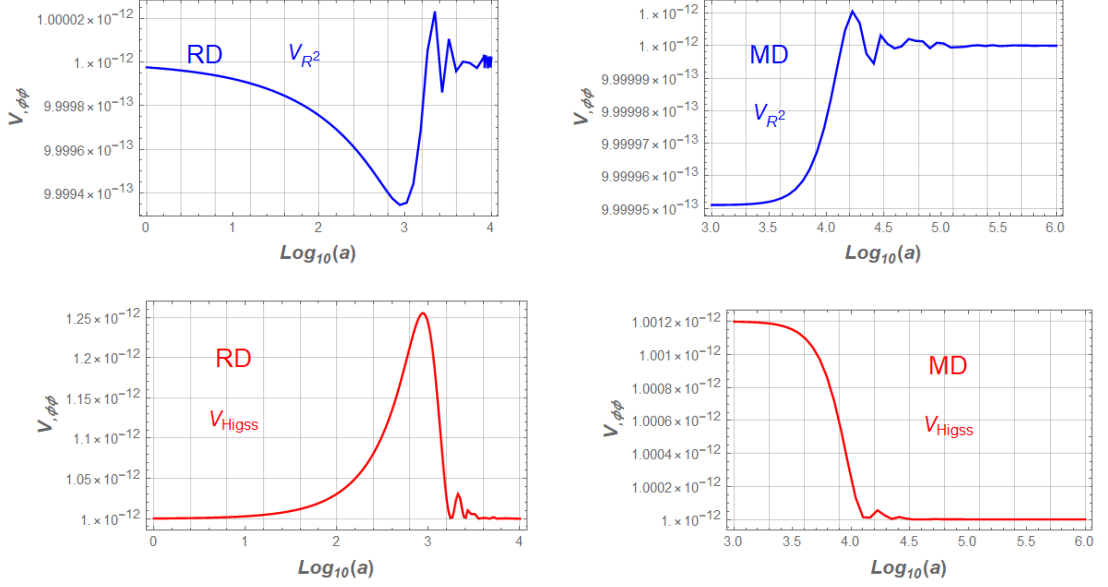 1.00002×10⁻¹²
1.×10⁻¹²
9.9998×10⁻¹³
9.9996×10⁻¹³
9.9994×10⁻¹³
V,ϕϕ
RD
V_R²
0 1 2 3 4
Log₁₀(a)
1.×10⁻¹²
1.×10⁻¹²
9.99999×10⁻¹³
9.99998×10⁻¹³
9.99997×10⁻¹³
9.99996×10⁻¹³
9.99995×10⁻¹³
V,ϕϕ
MD
V_R²
3.0 3.5 4.0 4.5 5.0 5.5 6.0
Log₁₀(a)
1.25×10⁻¹²
1.2×10⁻¹²
1.15×10⁻¹²
1.1×10⁻¹²
1.05×10⁻¹²
1.×10⁻¹²
V,ϕϕ
RD
V_Higss
0 1 2 3 4
Log₁₀(a)
1.0012×10⁻¹²
1.001×10⁻¹²
1.0008×10⁻¹²
1.0006×10⁻¹²
1.0004×10⁻¹²
1.0002×10⁻¹²
1.×10⁻¹²
V,ϕϕ
MD
V_Higss
3.0 3.5 4.0 4.5 5.0 5.5 6.0
Log₁₀(a)